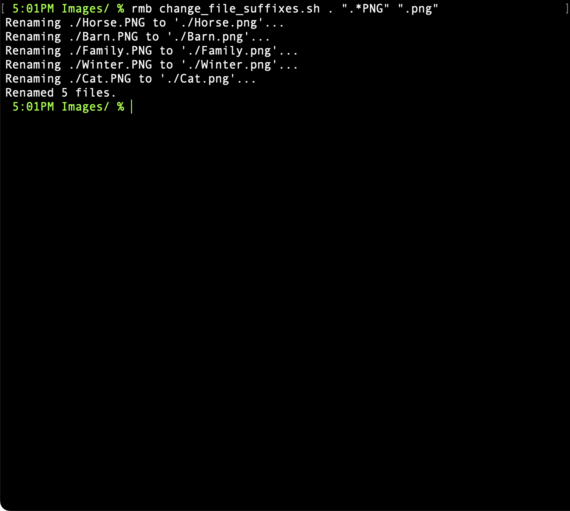 [ 5:01PM Images/ % rmb change_file_suffixes.sh . ".*PNG" ".png" ]
Renaming ./Horse.PNG to './Horse.png'...
Renaming ./Barn.PNG to './Barn.png'...
Renaming ./Family.PNG to './Family.png'...
Renaming ./Winter.PNG to './Winter.png'...
Renaming ./Cat.PNG to './Cat.png'...
Renamed 5 files.
5:01PM Images/ %